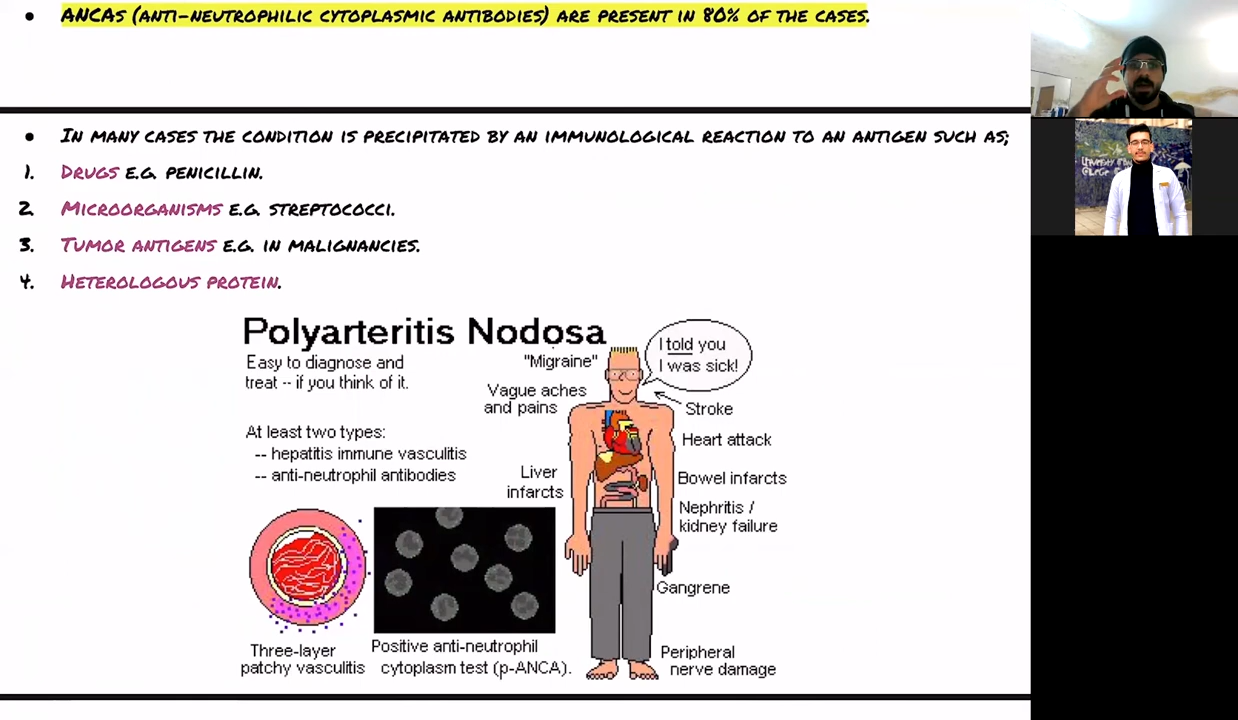 • ANCAs (ANTI-NEUTROPHILIC CYTOPLASMIC ANTIBODIES) ARE PRESENT IN 80% OF THE CASES.
• IN MANY CASES THE CONDITION IS PRECIPITATED BY AN IMMUNOLOGICAL REACTION TO AN ANTIGEN SUCH AS;
1. DRUGS E.G. PENICILLIN.
2. MICROORGANISMS E.G. STREPTOCOCCI.
3. TUMOR ANTIGENS E.G. IN MALIGNANCIES.
4. HETEROLOGOUS PROTEIN.
Polyarteritis Nodosa
Easy to diagnose and
treat -- if you think of it.
At least two types:
-- hepatitis immune vasculitis
-- anti-neutrophil antibodies
"Migraine"
Vague aches
and pains
Liver
infarcts
I told you
I was sick!
Stroke
Heart attack
Bowel infarcts
Nephritis /
kidney failure
Gangrene
Peripheral
nerve damage
Three-layer
patchy vasculitis
Positive anti-neutrophil
cytoplasm test (p-ANCA).